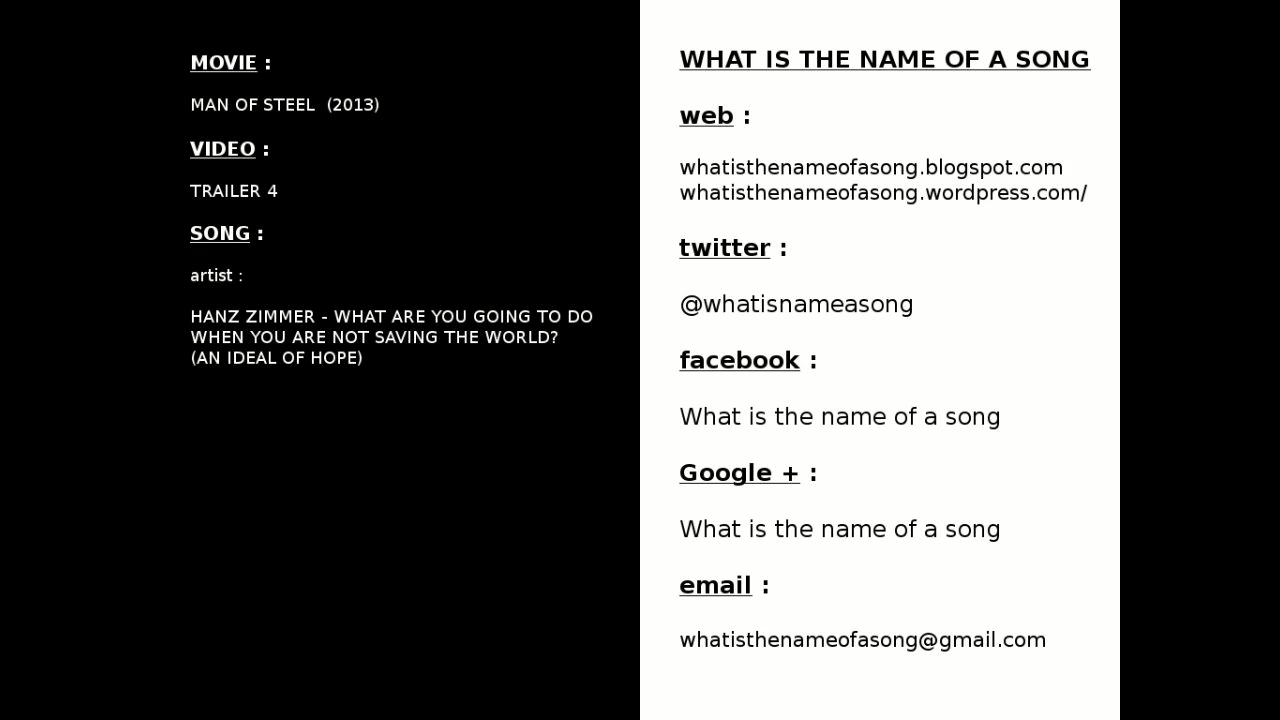 MOVIE :
MAN OF STEEL (2013)
VIDEO :
TRAILER 4
SONG :
artist :
HANZ ZIMMER - WHAT ARE YOU GOING TO DO
WHEN YOU ARE NOT SAVING THE WORLD?
(AN IDEAL OF HOPE)
WHAT IS THE NAME OF A SONG
web :
whatisthenameofasong.blogspot.com
whatisthenameofasong.wordpress.com/
twitter :
@whatisnameasong
facebook :
What is the name of a song
Google + :
What is the name of a song
email :
whatisthenameofasong@gmail.com